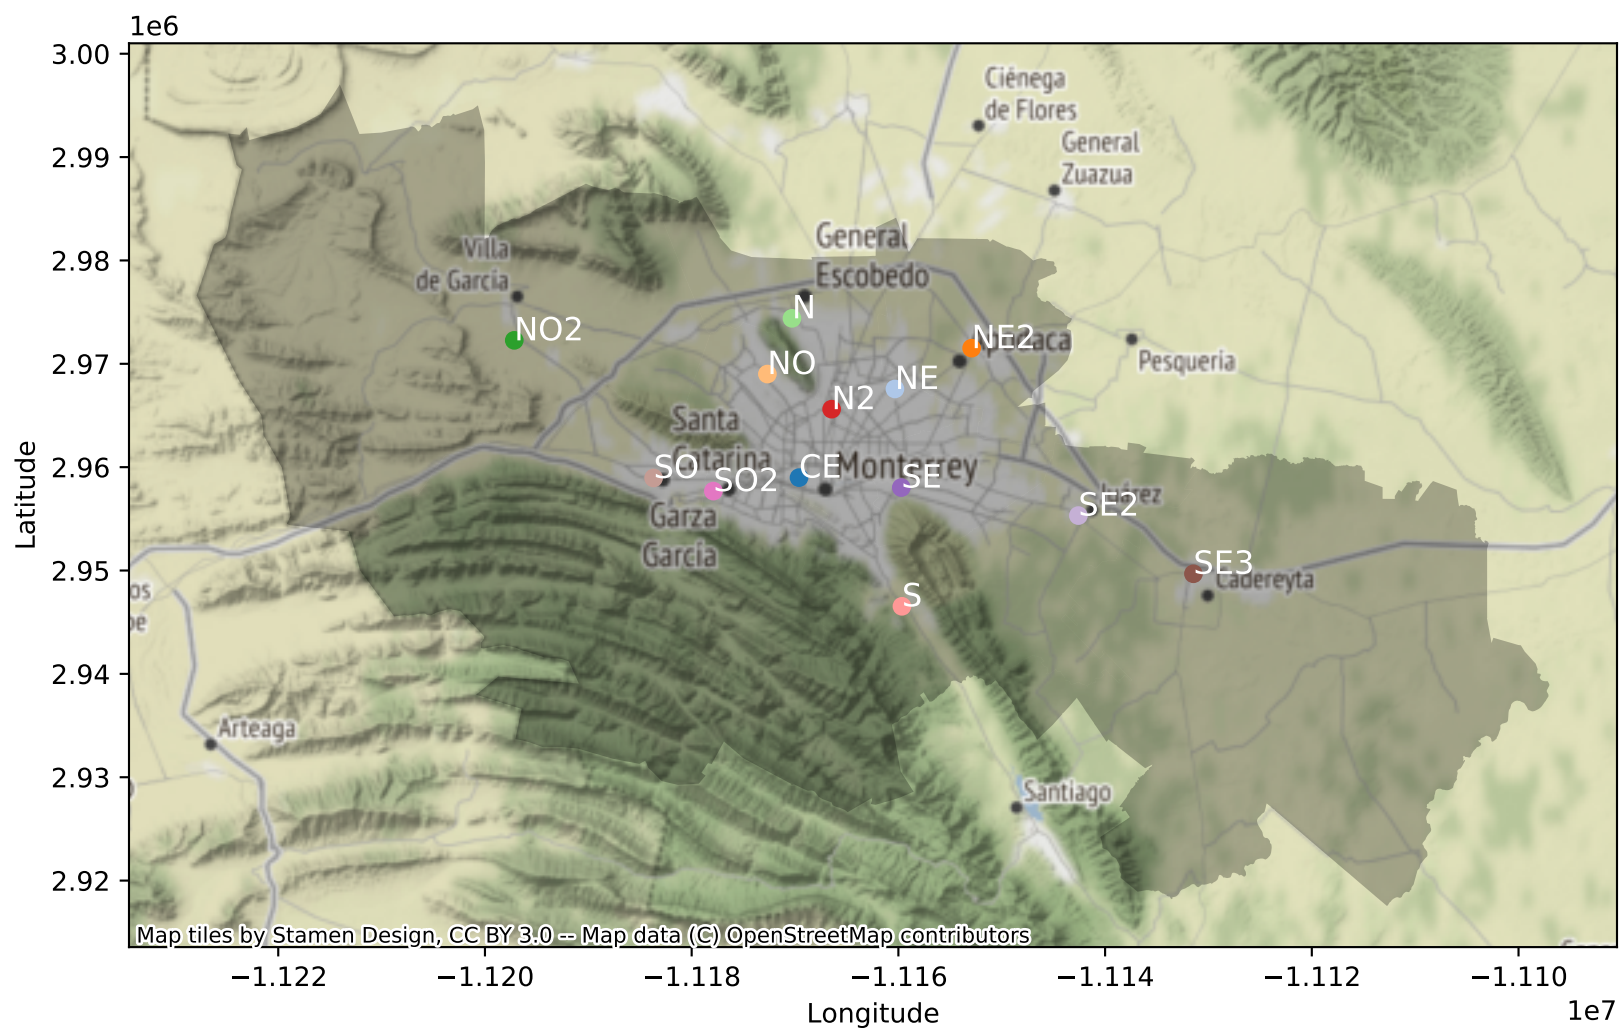 1e6
3.00
2.99
2.98
2.97
2.96
2.95
2.94
2.93
2.92
Latitude
Ciénega
de Flores
General
Zuazua
General
Escobedo
Villa
de García
N
NO2
NE2
Pesquería
NO
NE
N2
Santa
Catarina
SO
SO2
CE
Monterrey
SE
Garza
García
Juárez
SE2
SE3
Cadereyta
S
Arteaga
Santiago
Map tiles by Stamen Design, CC BY 3.0 -- Map data (C) OpenStreetMap contributors
−1.122
−1.120
−1.118
−1.116
−1.114
−1.112
−1.110
Longitude
1e7